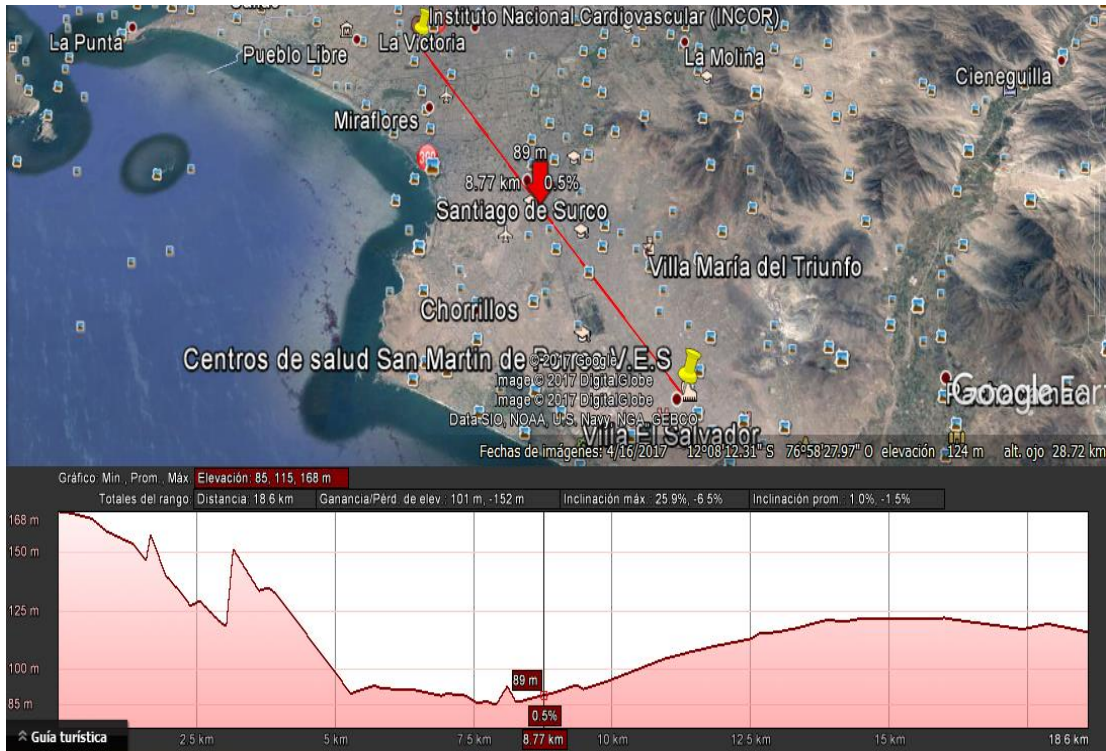 Instituto Nacional Cardiovascular (INCOR)
La Punta
La Victoria
Pueblo Libre
La Molina
Cieneguilla
Miraflores
89 m
8.77 km 0.5%
Santiago de Surco
Villa María del Triunfo
Chorrillos
Centros de salud San Martin de Porres V.E.S
© 2017 Google
Image © 2017 DigitalGlobe
Image © 2017 DigitalGlobe
Data SIO, NOAA, U.S. Navy, NGA, GEBCO
Google Ear
Villa El Salvador
Fechas de imágenes: 4/16/2017 12°08'12.31" S 76°58'27.97" O elevación 124 m alt. ojo 28.72 km
Gráfico: Mín., Prom., Máx. Elevación: 85, 115, 168 m
Totales del rango: Distancia: 18.6 km Ganancia/Pérd. de elev.: 101 m, -152 m Inclinación máx.: 25.9%, -6.5% Inclinación prom.: 1.0%, -1.5%
168 m
150 m
125 m
100 m
89 m
85 m
0.5%
Guía turística
2.5 km 5 km 7.5 km 8.77 km 10 km 12.5 km 15 km 18.6 km